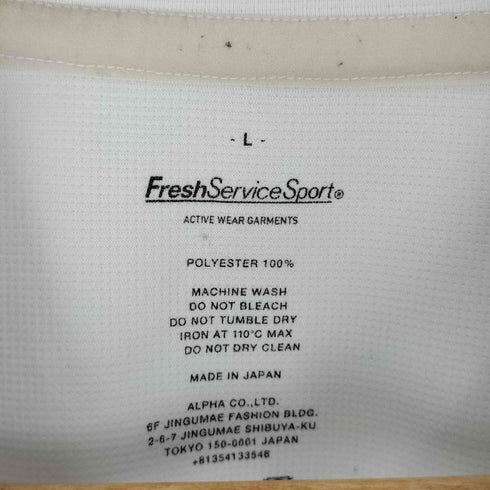 - L -
FreshServiceSport®
ACTIVE WEAR GARMENTS
POLYESTER 100%
MACHINE WASH
DO NOT BLEACH
DO NOT TUMBLE DRY
IRON AT 110°C MAX
DO NOT DRY CLEAN
MADE IN JAPAN
ALPHA CO.,LTD.
6F JINGUMAE FASHION BLDG.
2-6-7 JINGUMAE SHIBUYA-KU
TOKYO 150-0001 JAPAN
+81354133546